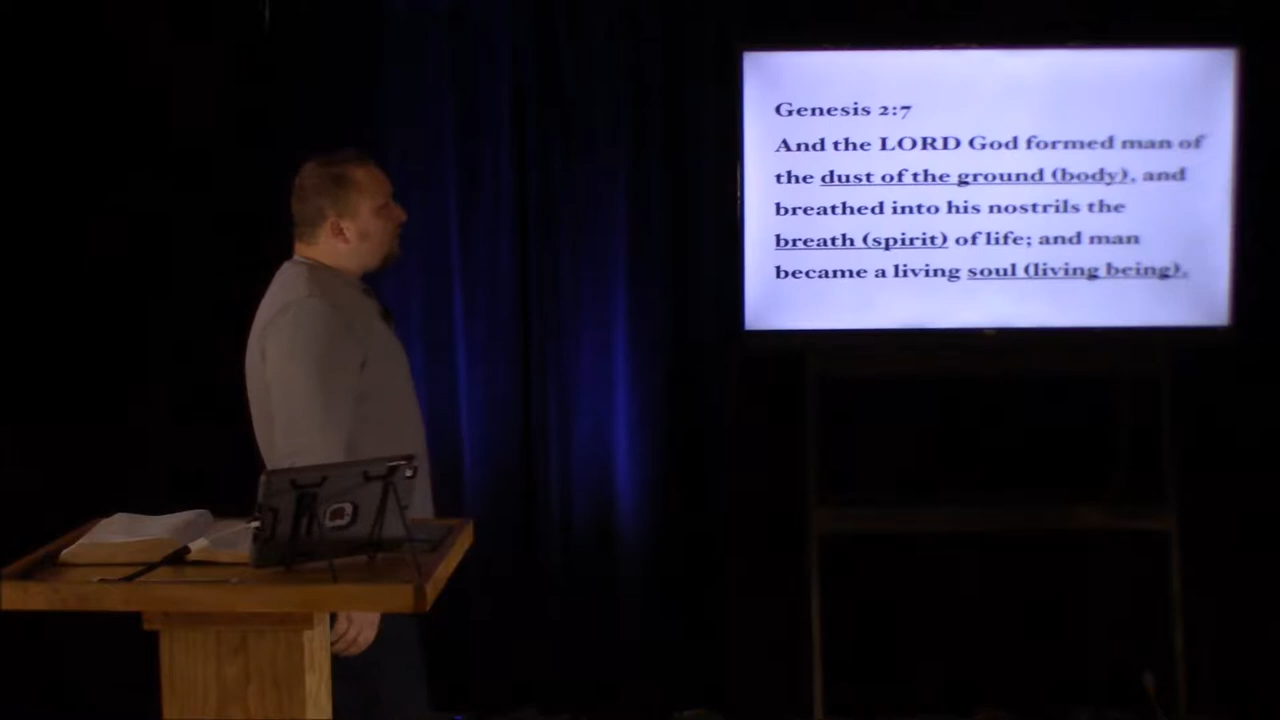 Genesis 2:7
And the LORD God formed man of
the dust of the ground (body), and
breathed into his nostrils the
breath (spirit) of life; and man
became a living soul (living being).